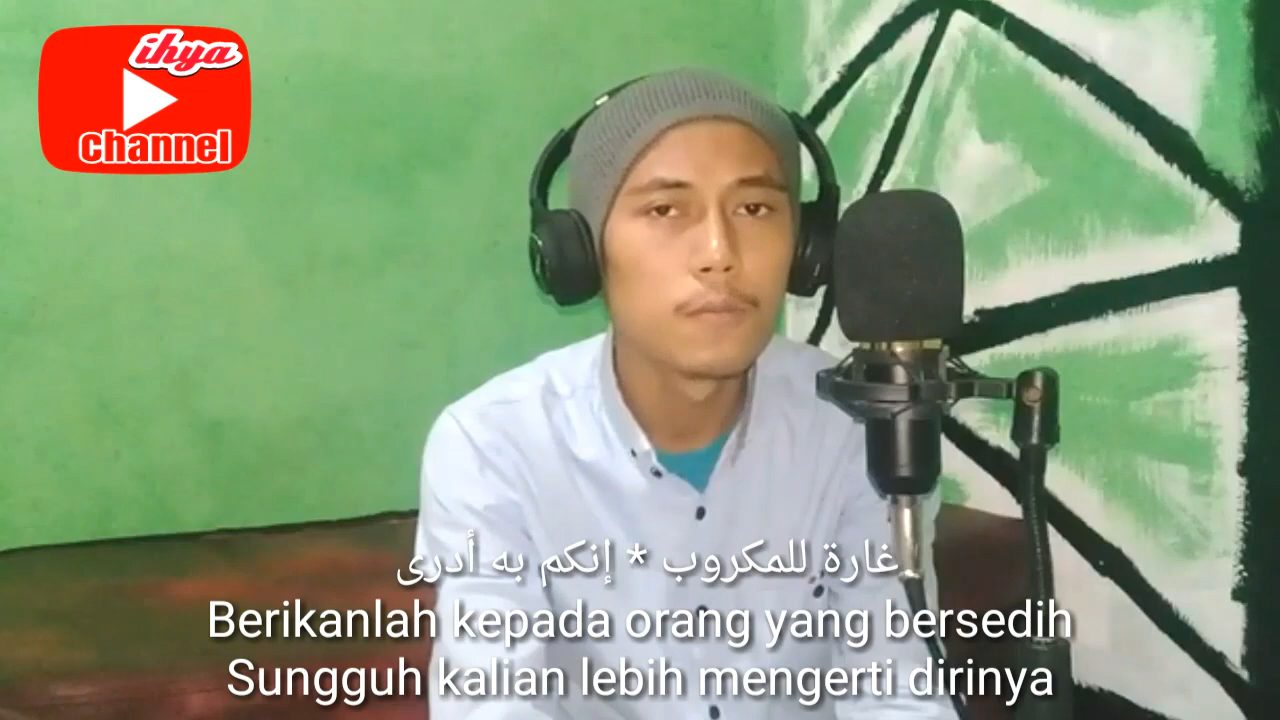 ihya
channel
غارة للمكروب * إنكم به أدرى
Berikanlah kepada orang yang bersedih
Sungguh kalian lebih mengerti dirinya